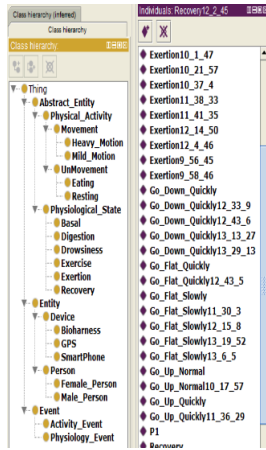 Class hierarchy (inferred)
Class hierarchy
Class hierarchy
Thing
Abstract_Entity
Physical_Activity
Movement
Heavy_Motion
Mild_Motion
UnMovement
Eating
Resting
Physiological_State
Basal
Digestion
Drowsiness
Exercise
Exertion
Recovery
Entity
Device
Bioharness
GPS
SmartPhone
Person
Female_Person
Male_Person
Event
Activity_Event
Physiology_Event
Individuals: Recovery12_2_45
Exertion10_1_47
Exertion10_21_57
Exertion10_37_4
Exertion11_38_33
Exertion11_41_35
Exertion12_14_50
Exertion12_4_46
Exertion9_56_45
Exertion9_58_46
Go_Down_Quickly
Go_Down_Quickly12_33_9
Go_Down_Quickly12_43_6
Go_Down_Quickly13_13_27
Go_Down_Quickly13_29_13
Go_Flat_Quickly
Go_Flat_Quickly12_43_5
Go_Flat_Slowly
Go_Flat_Slowly11_30_3
Go_Flat_Slowly12_15_8
Go_Flat_Slowly13_19_52
Go_Flat_Slowly13_6_5
Go_Up_Normal
Go_Up_Normal10_17_57
Go_Up_Quickly
Go_Up_Quickly11_36_29
P1
Recovery